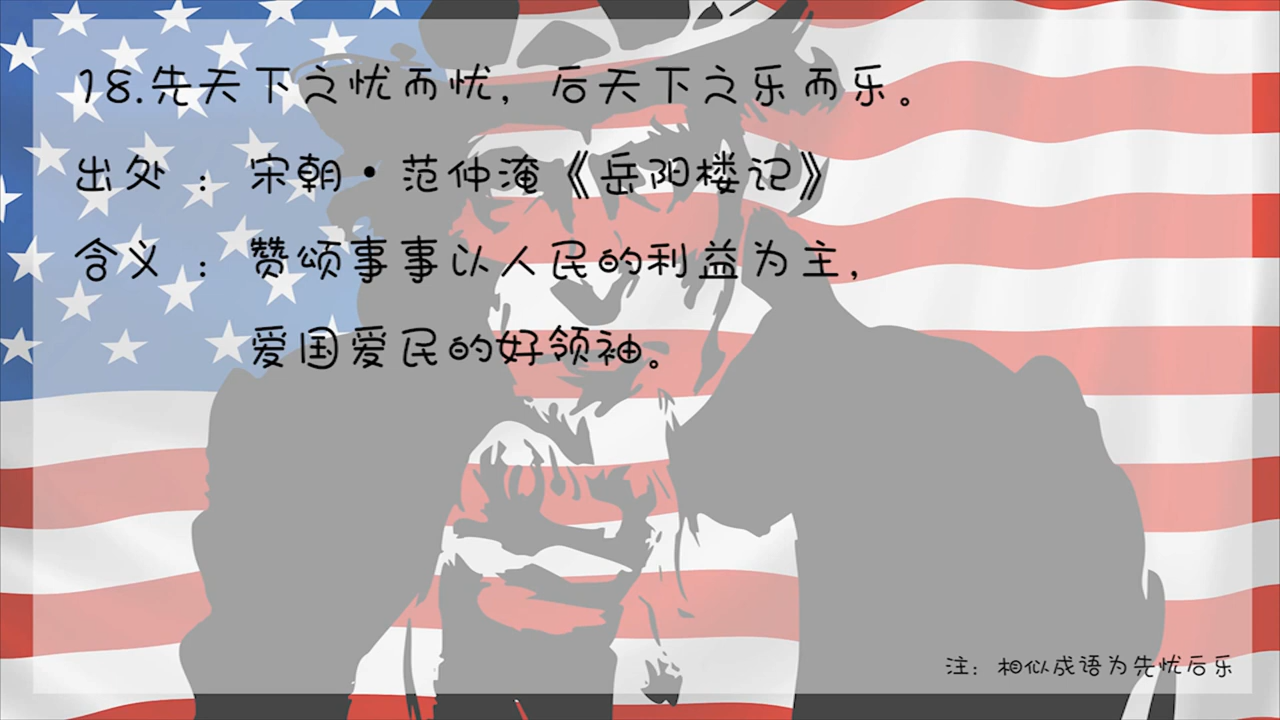 18.先天下之忧而忧，后天下之乐而乐。
出处 ： 宋朝·范仲淹《岳阳楼记》
含义 ： 赞颂事事以人民的利益为主，
爱国爱民的好领袖。
注：相似成语为先忧后乐